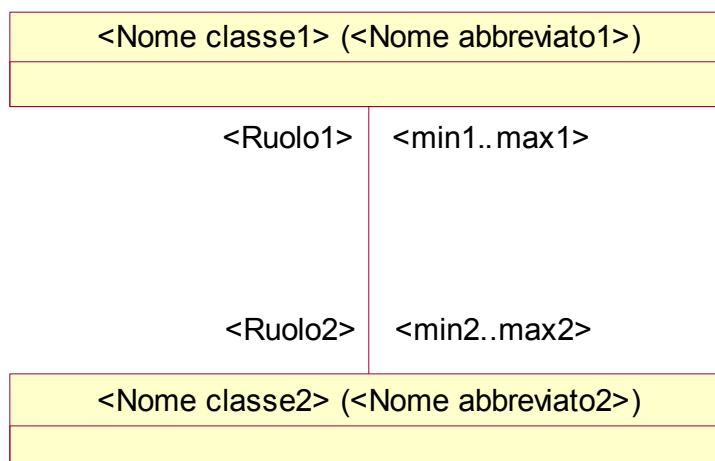 <Nome classe1> (<Nome abbreviato1>)
<Ruolo1> <min1..max1>
<Ruolo2> <min2..max2>
<Nome classe2> (<Nome abbreviato2>)